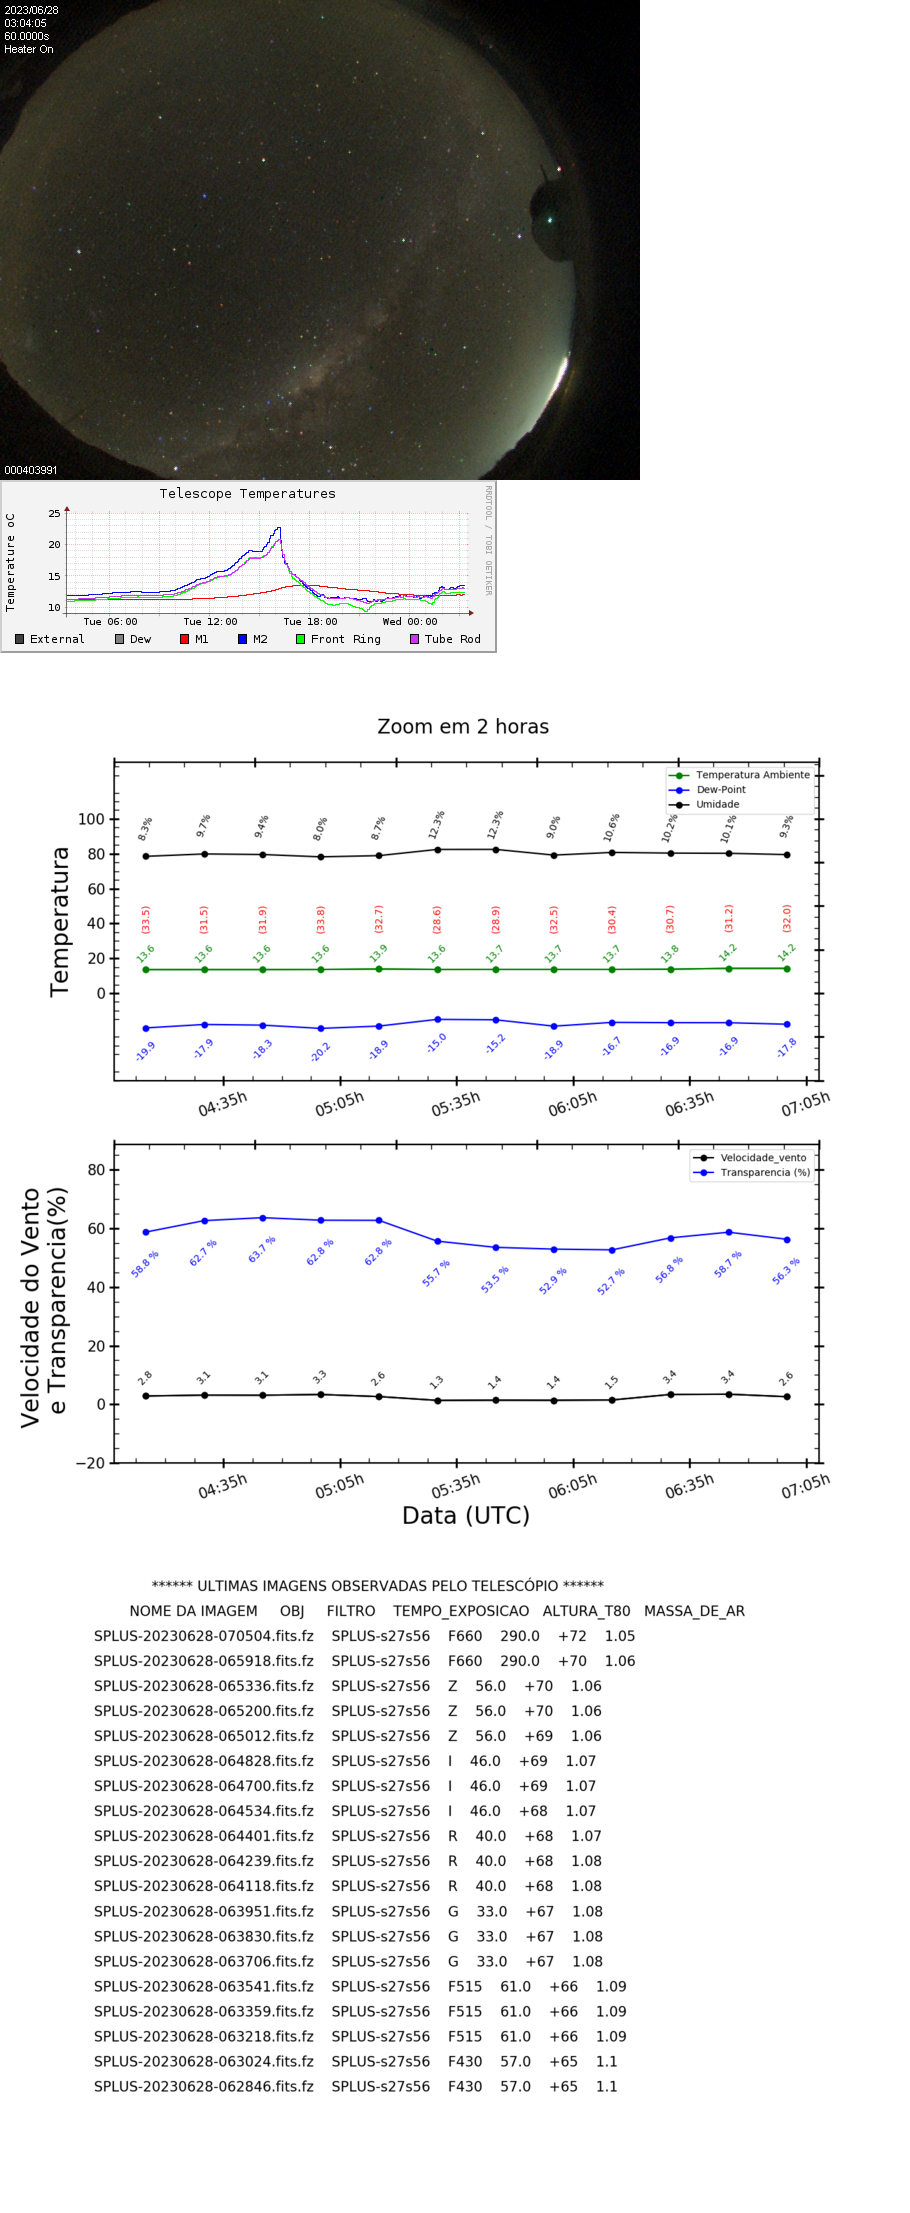 2023/06/28
03:04:05
60.0000s
Heater On
000403991
Telescope Temperatures
RRDTOOL / TOBI OETIKER
Temperature oC
25
20
15
10
Tue 06:00 Tue 12:00 Tue 18:00 Wed 00:00
External Dew M1 M2 Front Ring Tube Rod
Zoom em 2 horas
Temperatura Ambiente
Dew-Point
Umidade
Temperatura
100
80
60
40
20
0
8.3% 9.7% 9.4% 8.0% 8.7% 12.3% 12.3% 9.0% 10.6% 10.2% 10.1% 9.3%
(33.5) (31.5) (31.9) (33.8) (32.7) (28.6) (28.9) (32.5) (30.4) (30.7) (31.2) (32.0)
13.6 13.6 13.6 13.6 13.9 13.6 13.7 13.7 13.7 13.8 14.2 14.2
-19.9 -17.9 -18.3 -20.2 -18.9 -15.0 -15.2 -18.9 -16.7 -16.9 -16.9 -17.8
04:35h 05:05h 05:35h 06:05h 06:35h 07:05h
Velocidade_vento
Transparencia (%)
Velocidade do Vento
e Transparencia(%)
80
60
40
20
0
−20
58.8 % 62.7 % 63.7 % 62.8 % 62.8 % 55.7 % 53.5 % 52.9 % 52.7 % 56.8 % 58.7 % 56.3 %
2.8 3.1 3.1 3.3 2.6 1.3 1.4 1.4 1.5 3.4 3.4 2.6
04:35h 05:05h 05:35h 06:05h 06:35h 07:05h
Data (UTC)
****** ULTIMAS IMAGENS OBSERVADAS PELO TELESCÓPIO ******
NOME DA IMAGEM OBJ FILTRO TEMPO_EXPOSICAO ALTURA_T80 MASSA_DE_AR
SPLUS-20230628-070504.fits.fz SPLUS-s27s56 F660 290.0 +72 1.05
SPLUS-20230628-065918.fits.fz SPLUS-s27s56 F660 290.0 +70 1.06
SPLUS-20230628-065336.fits.fz SPLUS-s27s56 Z 56.0 +70 1.06
SPLUS-20230628-065200.fits.fz SPLUS-s27s56 Z 56.0 +70 1.06
SPLUS-20230628-065012.fits.fz SPLUS-s27s56 Z 56.0 +69 1.06
SPLUS-20230628-064828.fits.fz SPLUS-s27s56 I 46.0 +69 1.07
SPLUS-20230628-064700.fits.fz SPLUS-s27s56 I 46.0 +69 1.07
SPLUS-20230628-064534.fits.fz SPLUS-s27s56 I 46.0 +68 1.07
SPLUS-20230628-064401.fits.fz SPLUS-s27s56 R 40.0 +68 1.07
SPLUS-20230628-064239.fits.fz SPLUS-s27s56 R 40.0 +68 1.08
SPLUS-20230628-064118.fits.fz SPLUS-s27s56 R 40.0 +68 1.08
SPLUS-20230628-063951.fits.fz SPLUS-s27s56 G 33.0 +67 1.08
SPLUS-20230628-063830.fits.fz SPLUS-s27s56 G 33.0 +67 1.08
SPLUS-20230628-063706.fits.fz SPLUS-s27s56 G 33.0 +67 1.08
SPLUS-20230628-063541.fits.fz SPLUS-s27s56 F515 61.0 +66 1.09
SPLUS-20230628-063359.fits.fz SPLUS-s27s56 F515 61.0 +66 1.09
SPLUS-20230628-063218.fits.fz SPLUS-s27s56 F515 61.0 +66 1.09
SPLUS-20230628-063024.fits.fz SPLUS-s27s56 F430 57.0 +65 1.1
SPLUS-20230628-062846.fits.fz SPLUS-s27s56 F430 57.0 +65 1.1